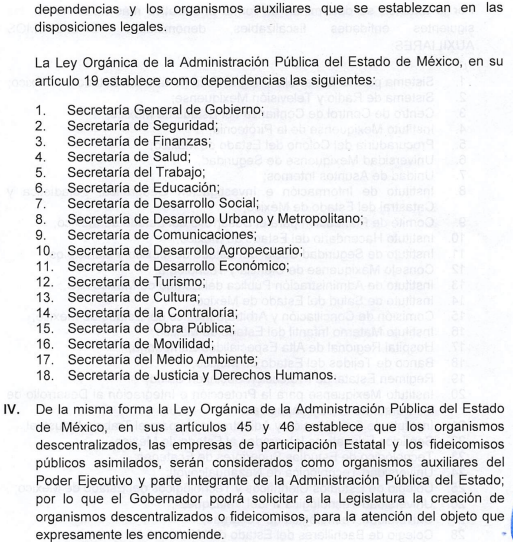 dependencias y los organismos auxiliares que se establezcan en las
disposiciones legales.
La Ley Orgánica de la Administración Pública del Estado de México, en su
artículo 19 establece como dependencias las siguientes:
1. Secretaría General de Gobierno;
2. Secretaría de Seguridad;
3. Secretaría de Finanzas;
4. Secretaría de Salud;
5. Secretaría del Trabajo;
6. Secretaría de Educación;
7. Secretaría de Desarrollo Social;
8. Secretaría de Desarrollo Urbano y Metropolitano;
9. Secretaría de Comunicaciones;
10. Secretaría de Desarrollo Agropecuario;
11. Secretaría de Desarrollo Económico;
12. Secretaría de Turismo;
13. Secretaría de Cultura;
14. Secretaría de la Contraloría;
15. Secretaría de Obra Pública;
16. Secretaría de Movilidad;
17. Secretaría del Medio Ambiente;
18. Secretaría de Justicia y Derechos Humanos.
IV. De la misma forma la Ley Orgánica de la Administración Pública del Estado
de México, en sus artículos 45 y 46 establece que los organismos
descentralizados, las empresas de participación Estatal y los fideicomisos
públicos asimilados, serán considerados como organismos auxiliares del
Poder Ejecutivo y parte integrante de la Administración Pública del Estado;
por lo que el Gobernador podrá solicitar a la Legislatura la creación de
organismos descentralizados o fideicomisos, para la atención del objeto que
expresamente les encomiende.